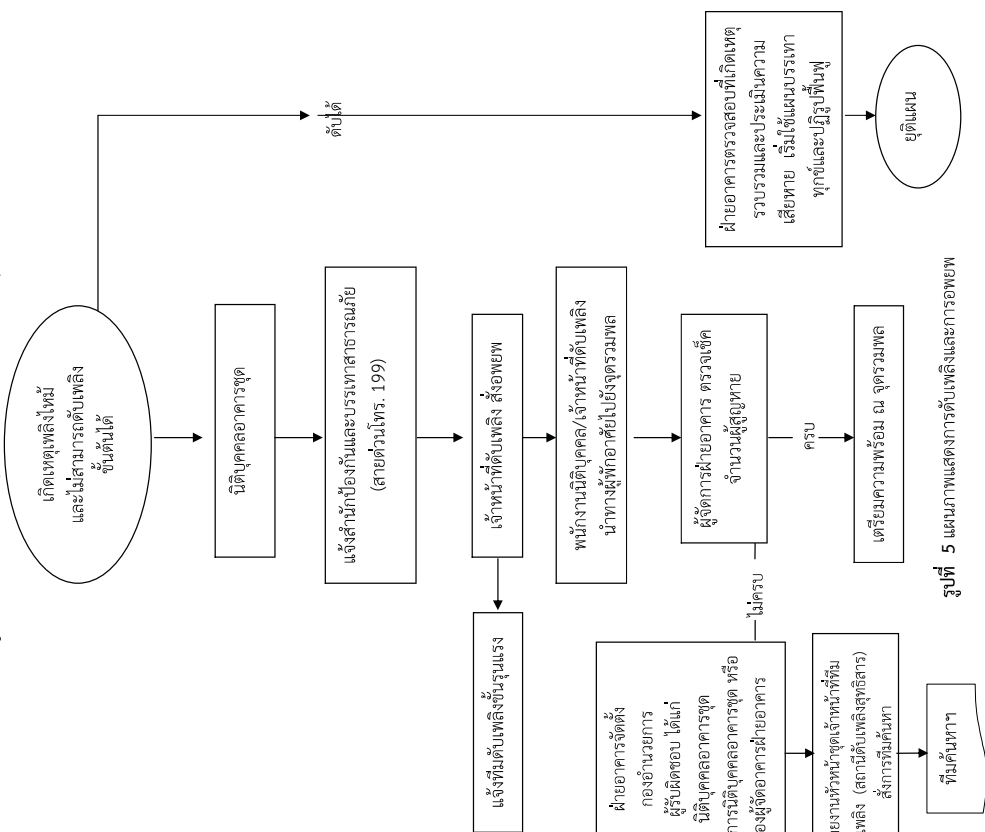 เกิดเหตุเพลิงไหม้
และไม่สามารถดับเพลิง
ขั้นต้นได้
นิติบุคคลอาคารชุด
แจ้งสำนักป้องกันและบรรเทาสาธารณภัย
(สายด่วนโทร. 199)
เจ้าหน้าที่ดับเพลิง สั่งอพยพ
แจ้งทีมดับเพลิงขั้นรุนแรง
พนักงานนิติบุคคล/เจ้าหน้าที่ดับเพลิง
นำทางผู้พักอาศัยไปยังจุดรวมพล
ผู้จัดการฝ่ายอาคาร ตรวจเช็ค
จำนวนผู้สูญหาย
ครบ
ไม่ครบ
เตรียมความพร้อม ณ จุดรวมพล
ฝ่ายอาคารจัดตั้ง
กองอำนวยการ
ผู้รับผิดชอบ ได้แก่
นิติบุคคลอาคารชุด
การนิติบุคคลอาคารชุด หรือ
องผู้จัดอาคารฝ่ายอาคาร
ยงานหัวหน้าชุดเจ้าหน้าที่ทีม
เพลิง (สถานีดับเพลิงสุทธิสาร)
สั่งการทีมค้นหา
ทีมค้นหาฯ
ดับได้
ฝ่ายอาคารตรวจสอบที่เกิดเหตุ
รวบรวมและประเมินความ
เสียหาย เริ่มใช้แผนบรรเทา
ทุกข์และปฏิรูปฟื้นฟู
ยุติแผน
รูปที่ 5 แผนภาพแสดงการดับเพลิงและการอพยพ